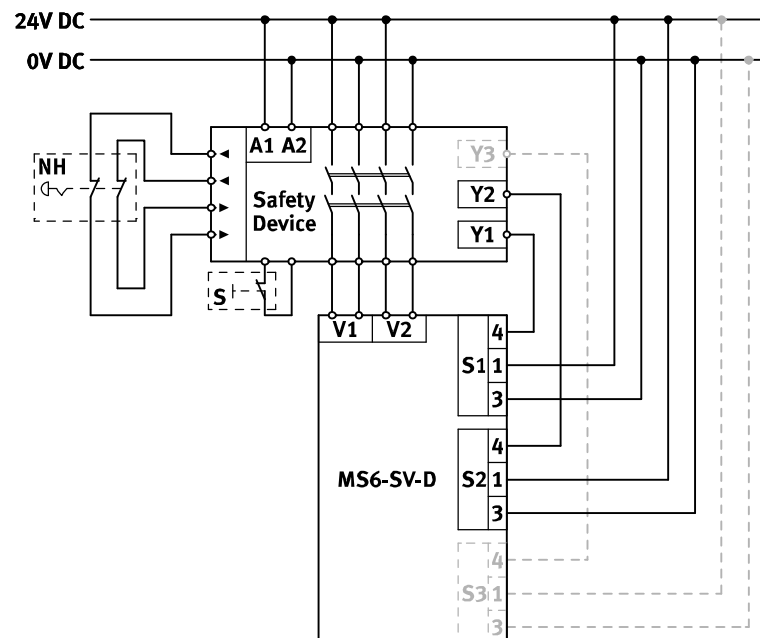 24V DC
0V DC
A1 A2
Y3
NH
Y2
Safety
Device
Y1
S
V1 V2
4
S1 1
3
4
MS6-SV-D
S2 1
3
4
S3 1
3